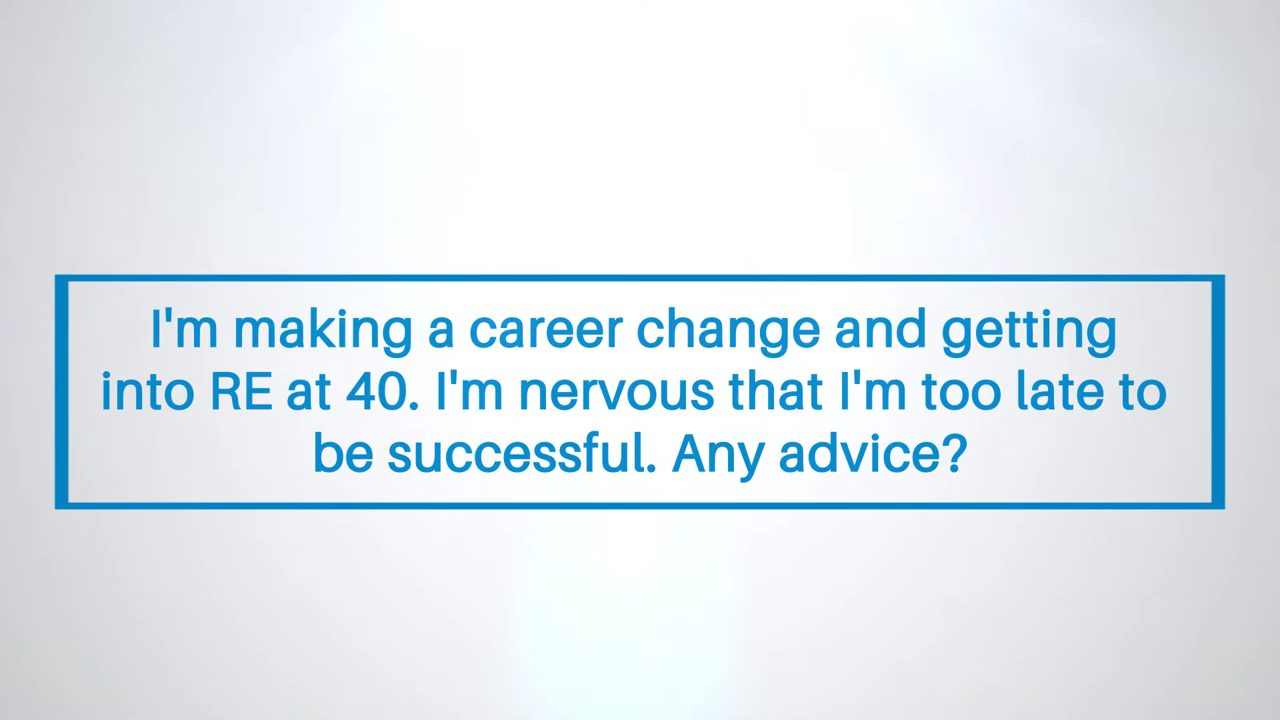 I'm making a career change and getting
into RE at 40. I'm nervous that I'm too late to
be successful. Any advice?